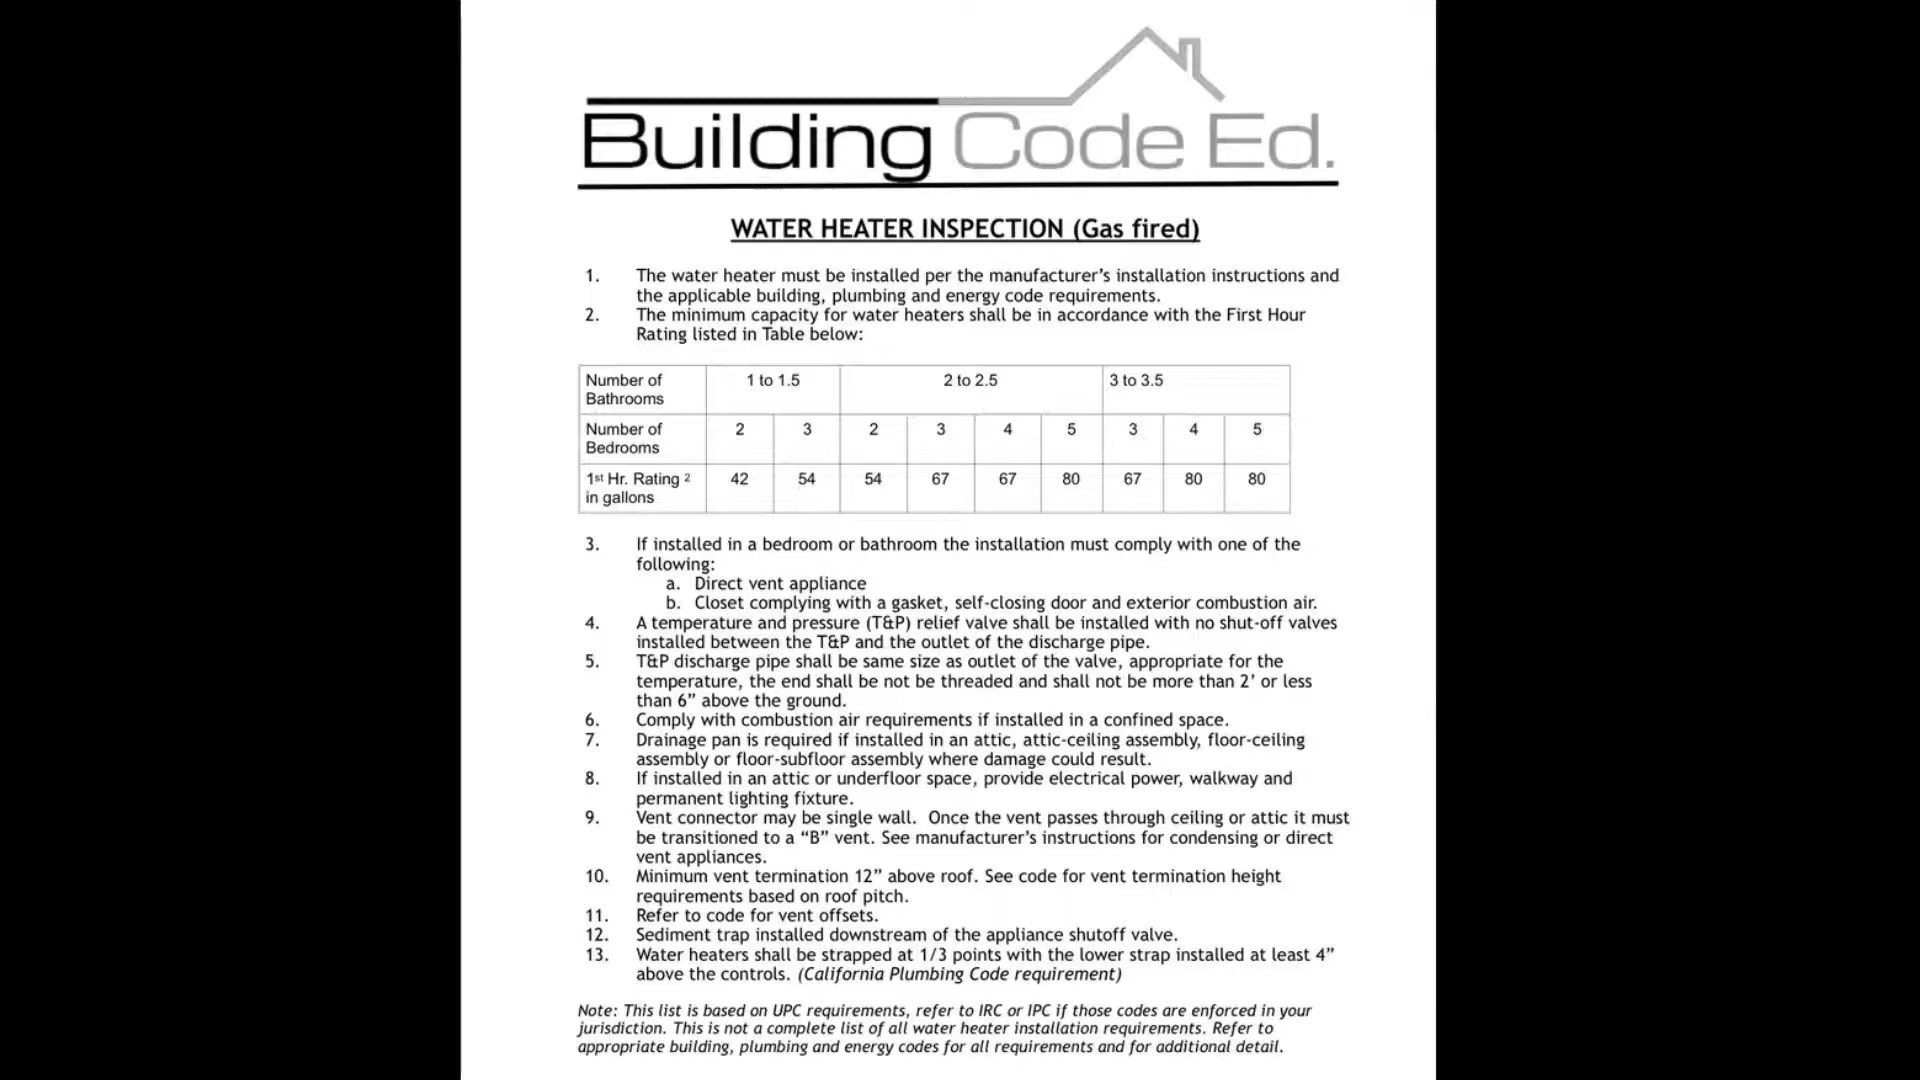 Building Code Ed.
WATER HEATER INSPECTION (Gas fired)
1. The water heater must be installed per the manufacturer's installation instructions and
the applicable building, plumbing and energy code requirements.
2. The minimum capacity for water heaters shall be in accordance with the First Hour
Rating listed in Table below:
Number of Bathrooms 1 to 1.5 2 to 2.5 3 to 3.5
Number of Bedrooms 2 3 2 3 4 5 3 4 5
1st Hr. Rating 2 in gallons 42 54 54 67 67 80 67 80 80
3. If installed in a bedroom or bathroom the installation must comply with one of the
following:
a. Direct vent appliance
b. Closet complying with a gasket, self-closing door and exterior combustion air.
4. A temperature and pressure (T&P) relief valve shall be installed with no shut-off valves
installed between the T&P and the outlet of the discharge pipe.
5. T&P discharge pipe shall be same size as outlet of the valve, appropriate for the
temperature, the end shall be not be threaded and shall not be more than 2' or less
than 6" above the ground.
6. Comply with combustion air requirements if installed in a confined space.
7. Drainage pan is required if installed in an attic, attic-ceiling assembly, floor-ceiling
assembly or floor-subfloor assembly where damage could result.
8. If installed in an attic or underfloor space, provide electrical power, walkway and
permanent lighting fixture.
9. Vent connector may be single wall. Once the vent passes through ceiling or attic it must
be transitioned to a “B” vent. See manufacturer's instructions for condensing or direct
vent appliances.
10. Minimum vent termination 12” above roof. See code for vent termination height
requirements based on roof pitch.
11. Refer to code for vent offsets.
12. Sediment trap installed downstream of the appliance shutoff valve.
13. Water heaters shall be strapped at 1/3 points with the lower strap installed at least 4”
above the controls. (California Plumbing Code requirement)
Note: This list is based on UPC requirements, refer to IRC or IPC if those codes are enforced in your
jurisdiction. This is not a complete list of all water heater installation requirements. Refer to
appropriate building, plumbing and energy codes for all requirements and for additional detail.